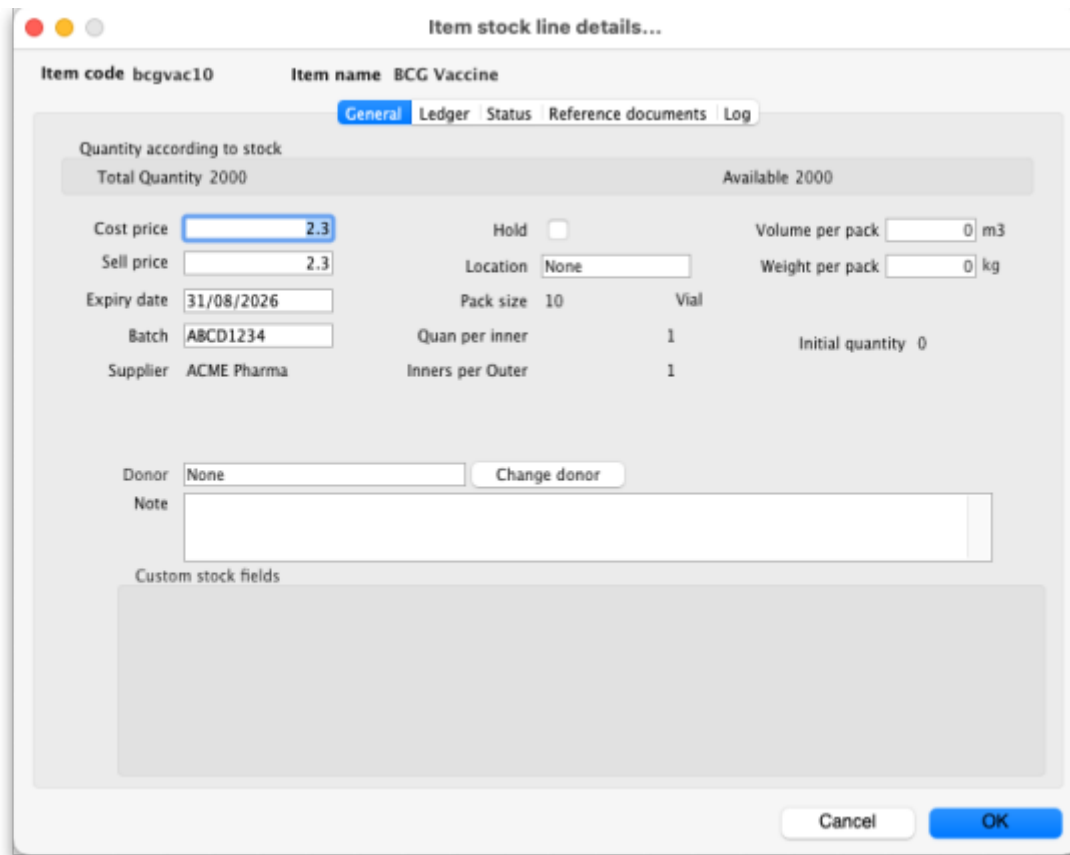 Item stock line details...
Item code bcgvac10 Item name BCG Vaccine
General Ledger Status Reference documents Log
Quantity according to stock
Total Quantity 2000 Available 2000
Cost price 2.3 Hold Volume per pack 0 m3
Sell price 2.3 Location None Weight per pack 0 kg
Expiry date 31/08/2026 Pack size 10 Vial
Batch ABCD1234 Quan per inner 1 Initial quantity 0
Supplier ACME Pharma Inners per Outer 1
Donor None Change donor
Note
Custom stock fields
Cancel OK